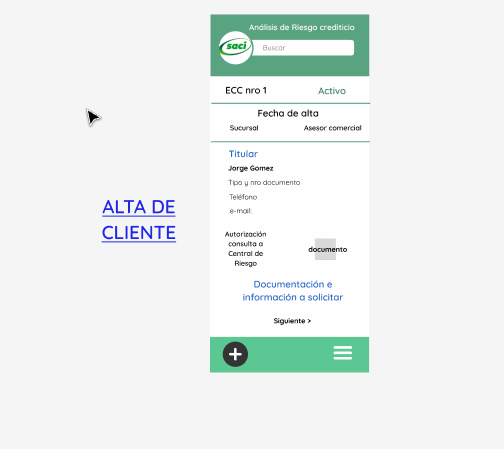 Análisis de Riesgo crediticio
saci
Buscar
ECC nro 1
Activo
Fecha de alta
Sucursal
Asesor comercial
Titular
Jorge Gomez
Tipo y nro documento
Teléfono
e-mail:
ALTA DE
CLIENTE
Autorización
consulta a
Central de
Riesgo
documento
Documentación e
información a solicitar
Siguiente >